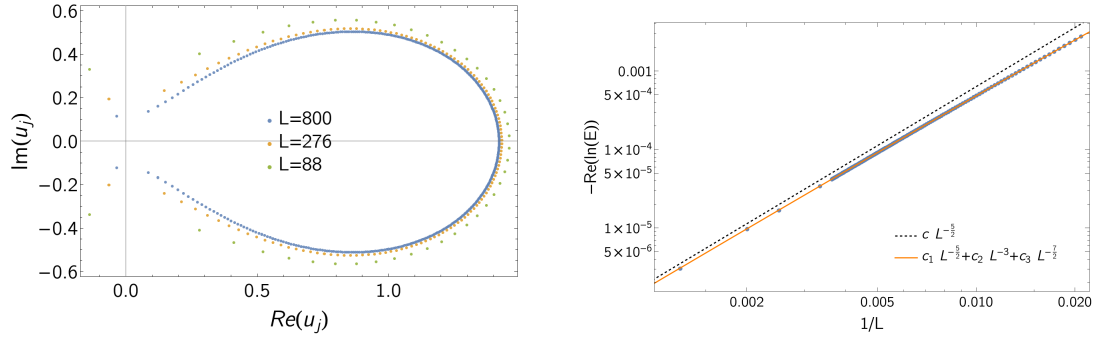 0.6
0.4
0.2
0.0
−0.2
−0.4
−0.6
Im(u_j)
L=800
L=276
L=88
0.0 0.5 1.0
Re(u_j)
0.001
5×10^{-4}
1×10^{-4}
5×10^{-5}
1×10^{-5}
5×10^{-6}
−Re(ln(E))
c L^{-\frac{5}{2}}
c_1 L^{-\frac{5}{2}}+c_2 L^{-3}+c_3 L^{-\frac{7}{2}}
0.002 0.005 0.010 0.020
1/L